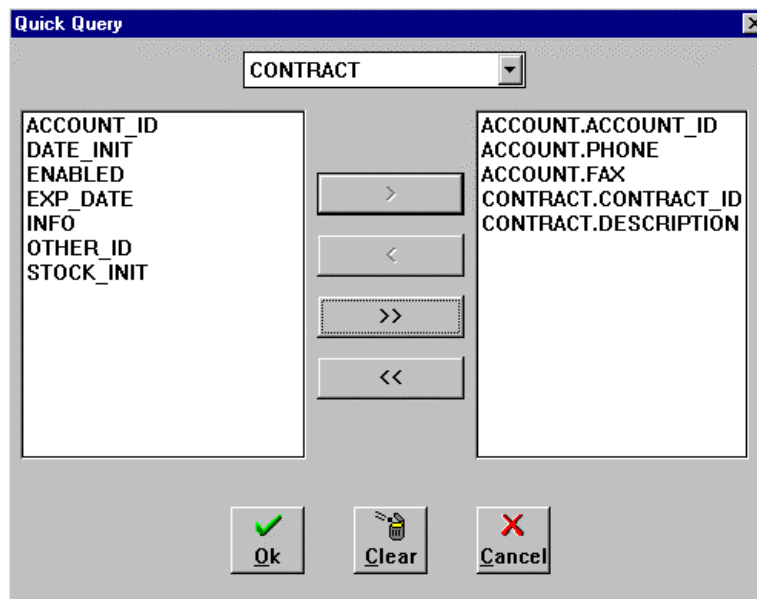 Quick Query
CONTRACT
ACCOUNT_ID
DATE_INIT
ENABLED
EXP_DATE
INFO
OTHER_ID
STOCK_INIT
>
<
>>
<<
ACCOUNT.ACCOUNT_ID
ACCOUNT.PHONE
ACCOUNT.FAX
CONTRACT.CONTRACT_ID
CONTRACT.DESCRIPTION
Ok
Clear
Cancel